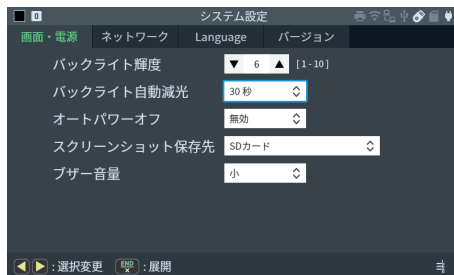 0 システム設定
画面・電源 ネットワーク Language バージョン
バックライト輝度 ▼ 6 ▲ [1-10]
バックライト自動減光 30 秒
オートパワーオフ 無効
スクリーンショット保存先 SDカード
ブザー音量 小
:選択変更 END × :展開